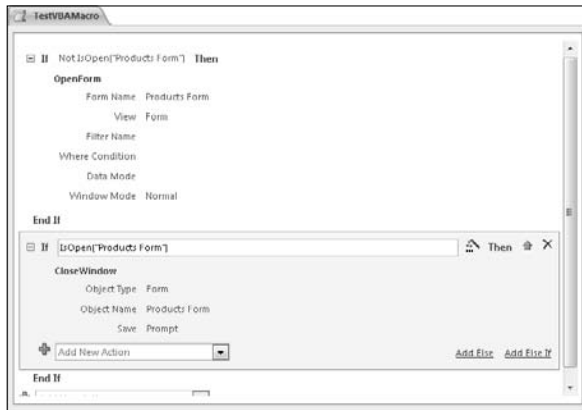 TestVBAMacro
If Not IsOpen("Products Form") Then
OpenForm
Form Name Products Form
View Form
Filter Name
Where Condition
Data Mode
Window Mode Normal
End If
If IsOpen("Products Form") Then
CloseWindow
Object Type Form
Object Name Products Form
Save Prompt
Add New Action Add Else Add Else If
End If